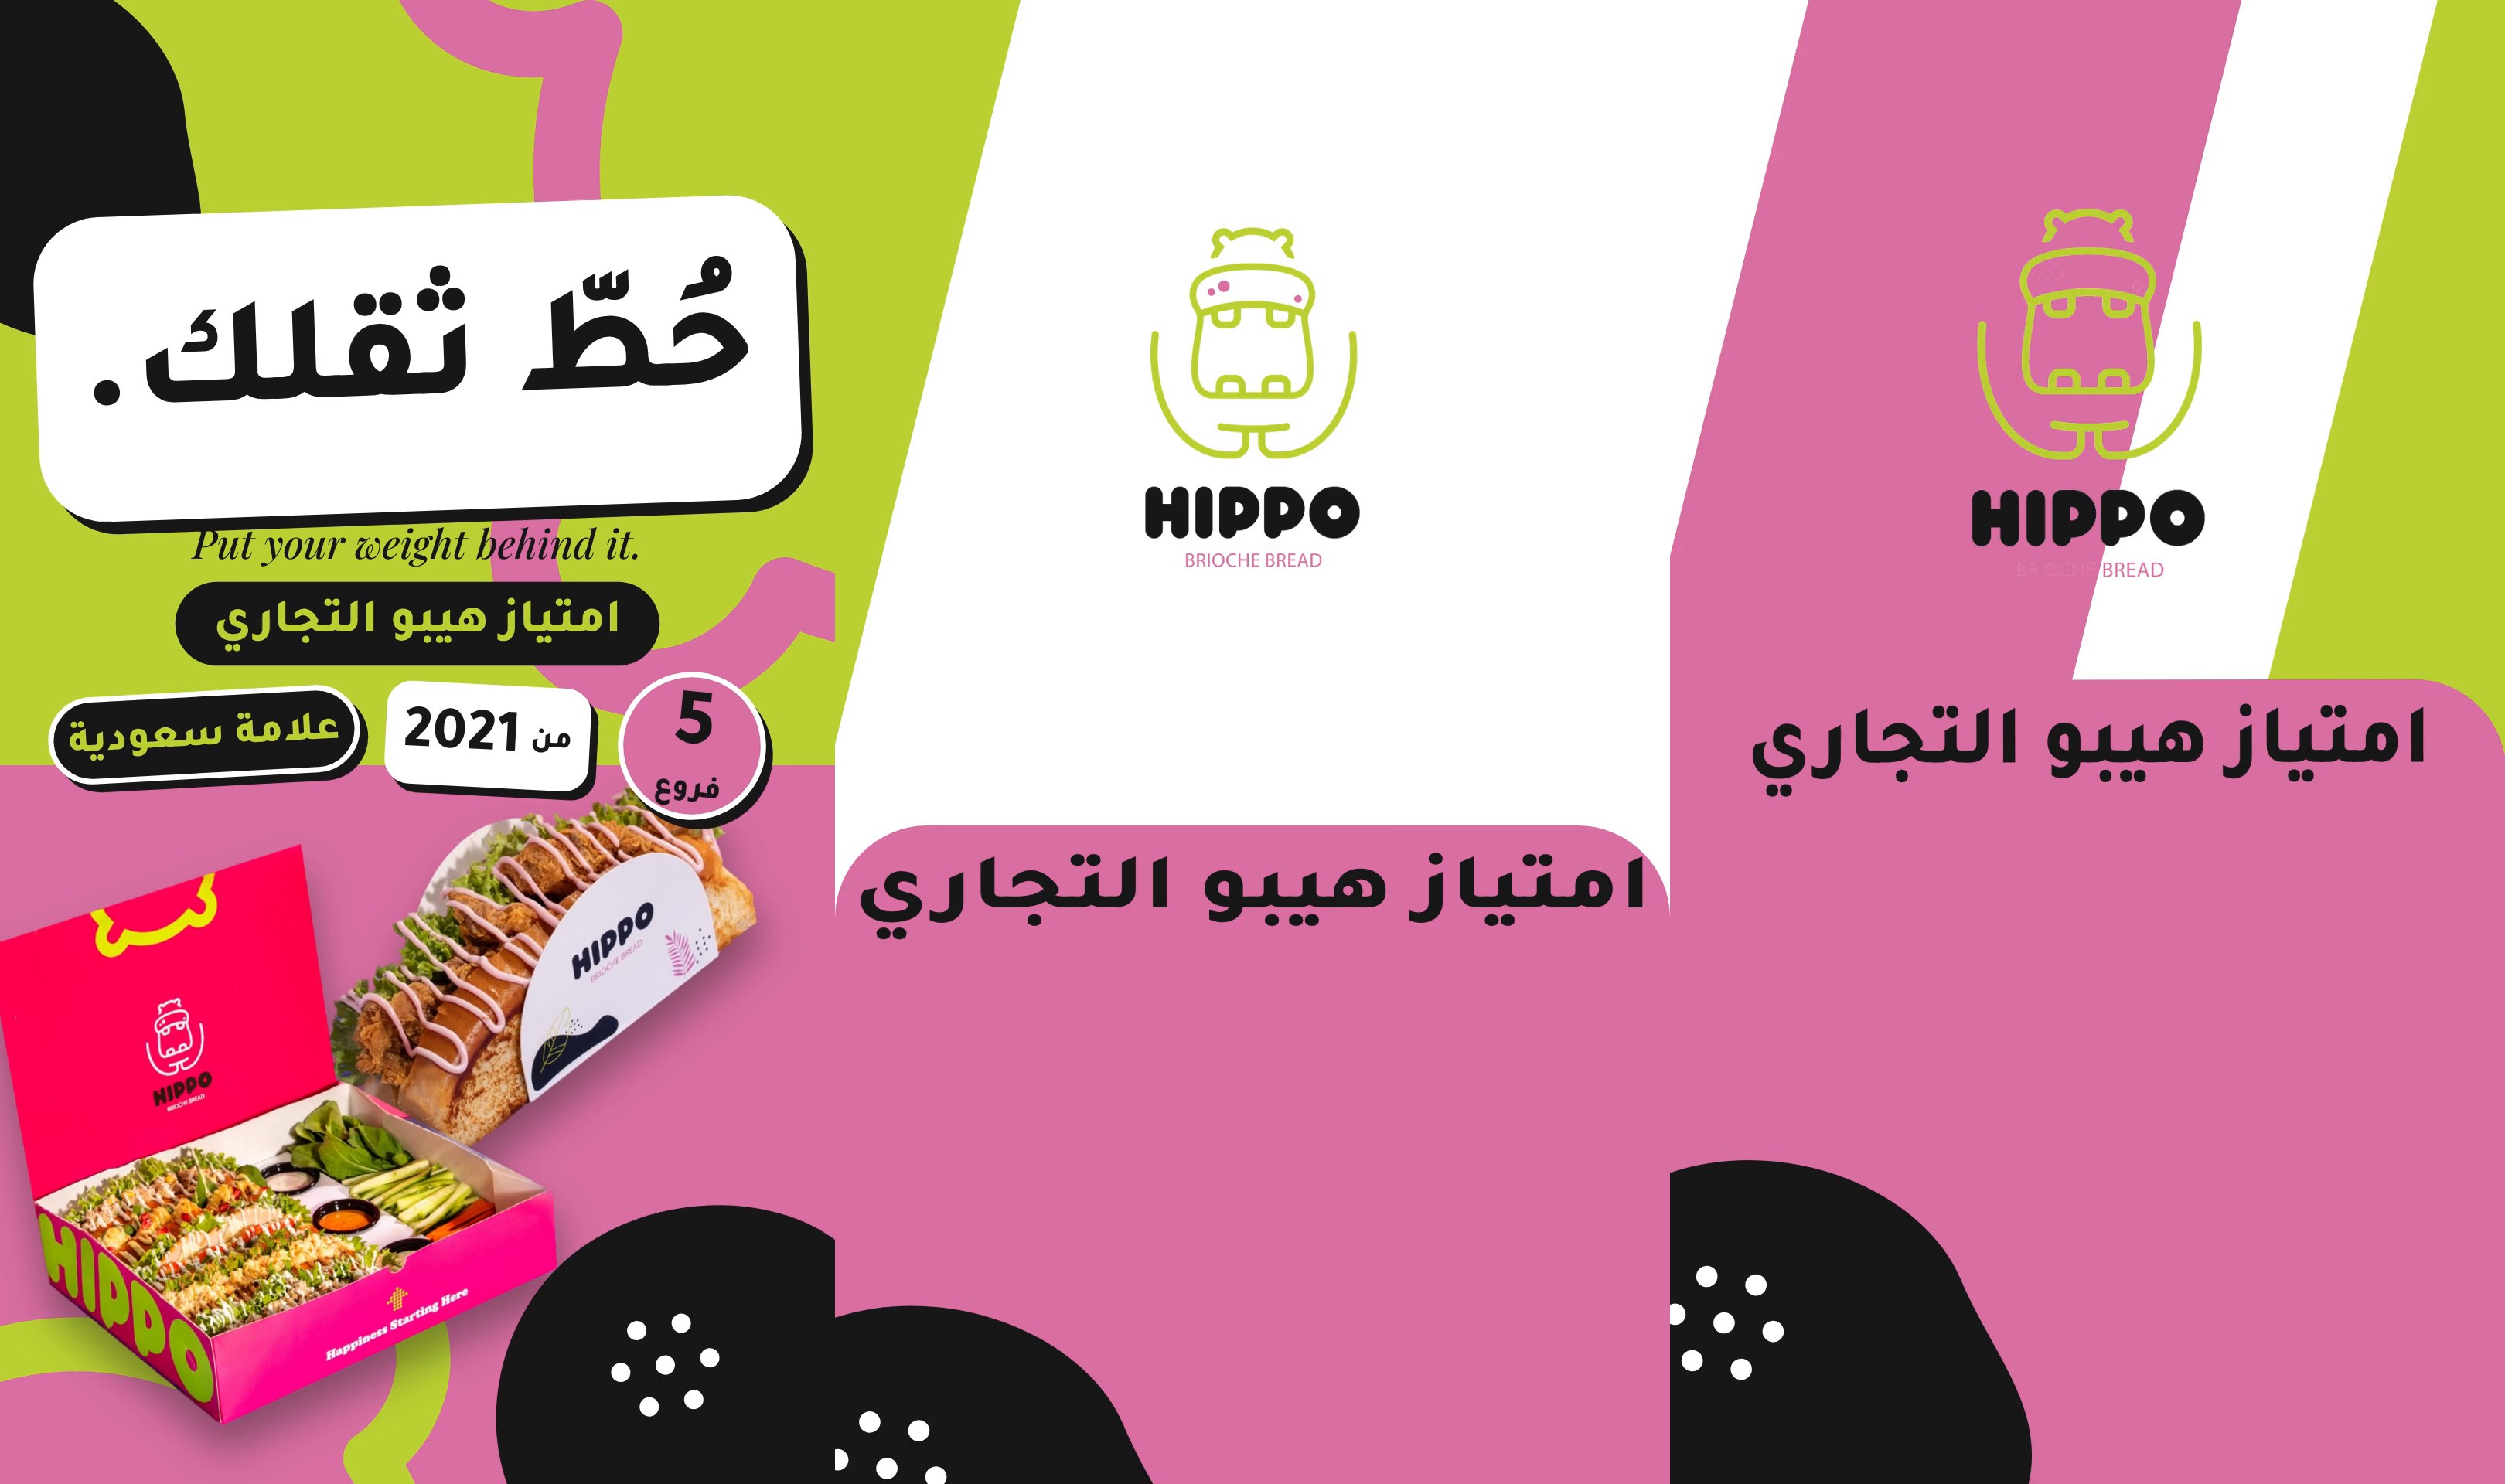 حُطّ ثقلك.
Put your weight behind it.
امتياز هيبو التجاري
علامة سعودية
من 2021
5
فروع
HIPPO
BRIOCHE BREAD
HIPPO
BRIOCHE BREAD
HIPPO
Happiness Starting Here
HIPPO
BRIOCHE BREAD
امتياز هيبو التجاري
HIPPO
BRIOCHE BREAD
امتياز هيبو التجاري